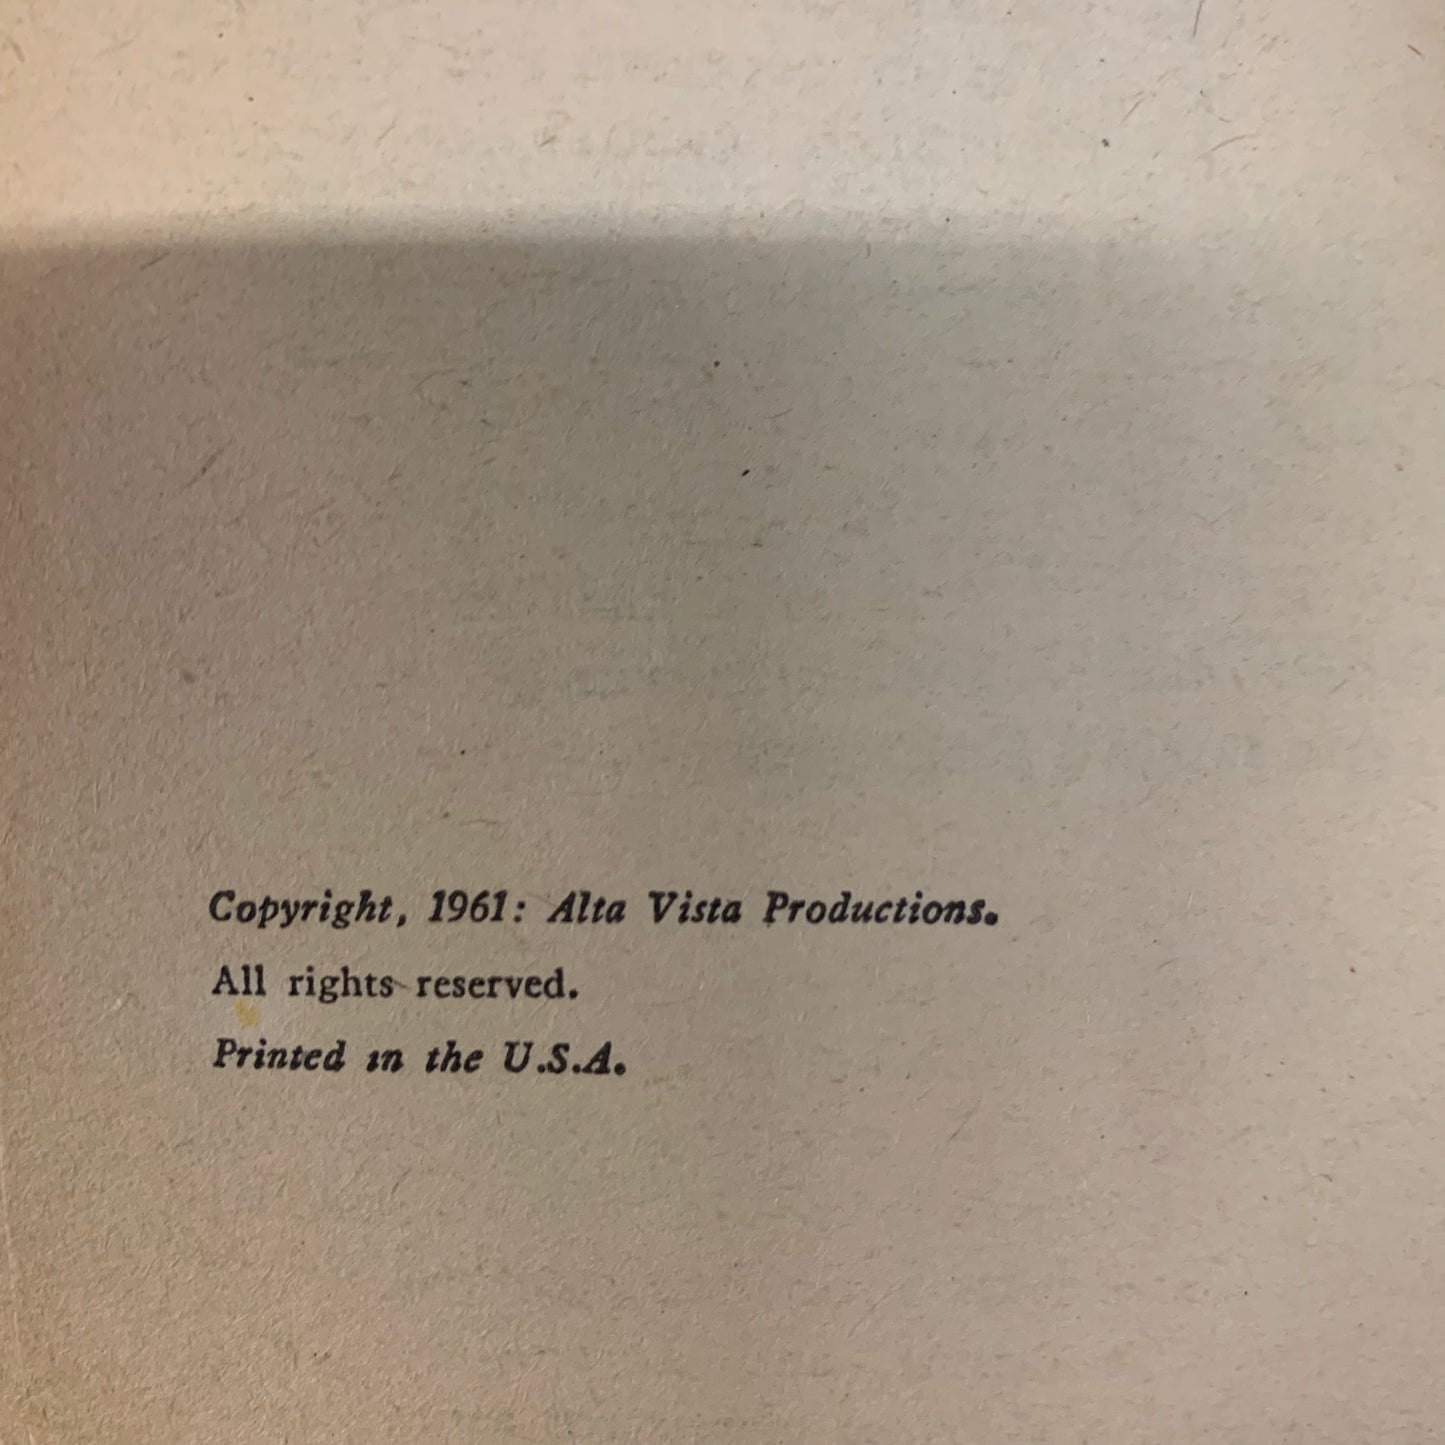 Copyright, 1961: Alta Vista Productions.
All rights reserved.
Printed in the U.S.A.